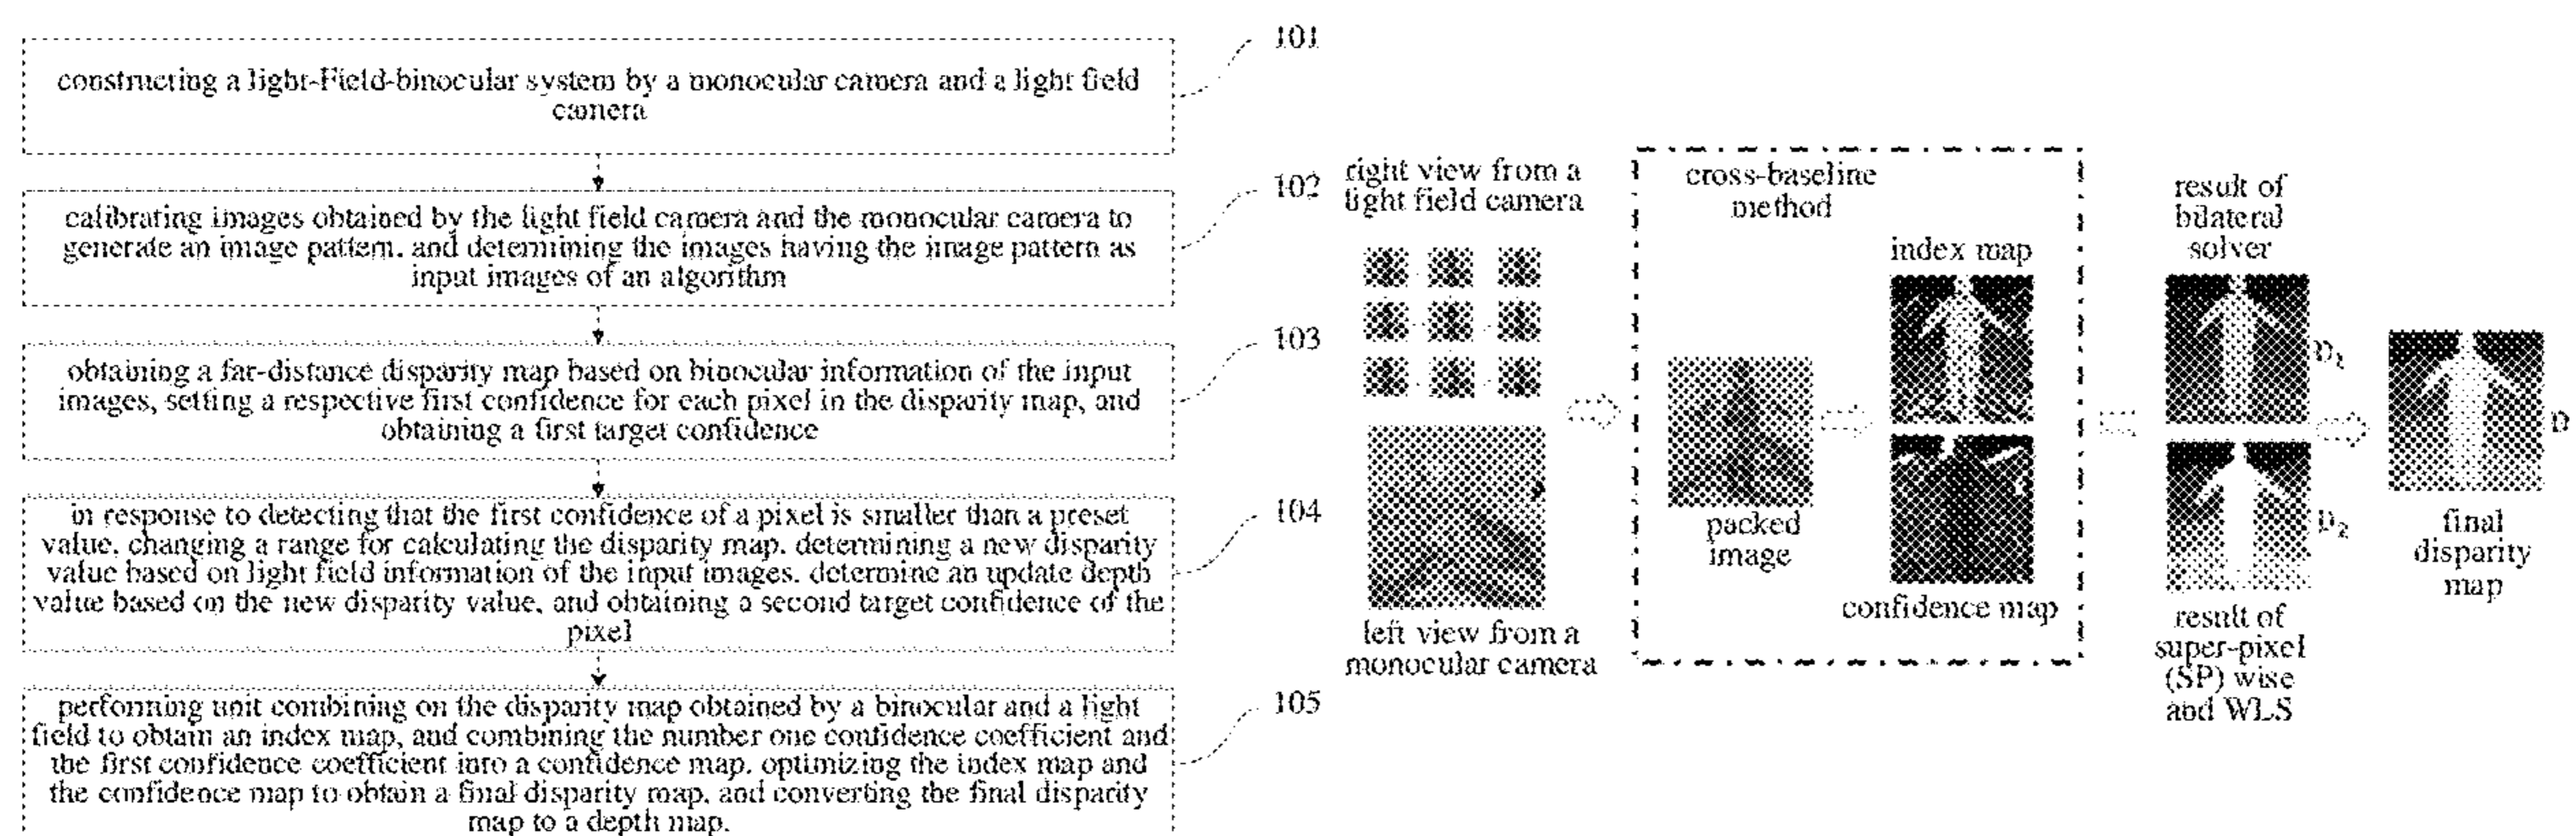 101
constructing a light-Field-binocular system by a monocular camera and a light field
camera
102
calibrating images obtained by the light field camera and the monocular camera to
generate an image pattern, and determining the images having the image pattern as
input images of an algorithm
103
obtaining a far-distance disparity map based on binocular information of the input
images, setting a respective first confidence for each pixel in the disparity map, and
obtaining a first target confidence
104
in response to detecting that the first confidence of a pixel is smaller than a preset
value, changing a range for calculating the disparity map, determining a new disparity
value based on light field information of the input images, determine an update depth
value based on the new disparity value, and obtaining a second target confidence of the
pixel
105
performing unit combining on the disparity map obtained by a binocular and a light
field to obtain an index map, and combining the number one confidence coefficient and
the first confidence coefficient into a confidence map, optimizing the index map and
the confidence map to obtain a final disparity map, and converting the final disparity
map to a depth map.
right view from a
light field camera
left view from a
monocular camera
cross-baseline
method
packed
image
index map
confidence map
result of
bilateral
solver
D₁
D₂
result of
super-pixel
(SP) wise
and WLS
D
final
disparity
map